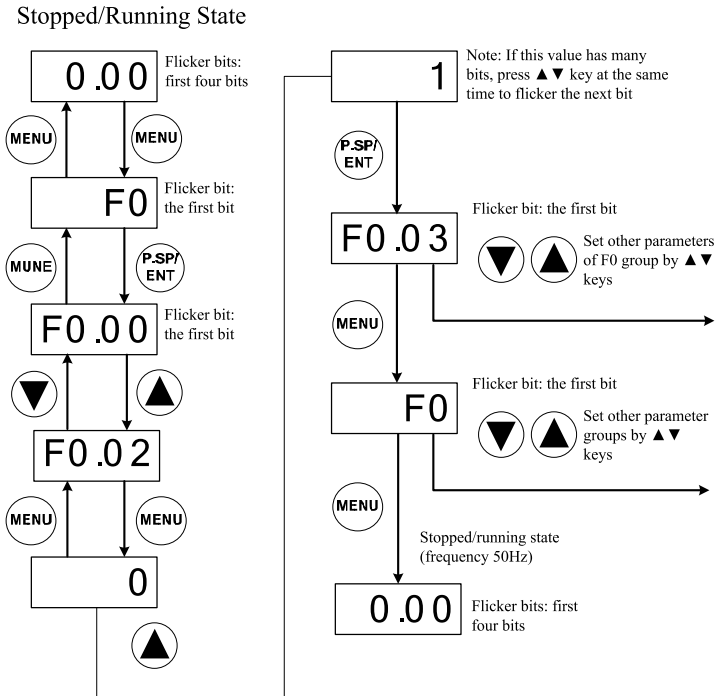 Stopped/Running State
0.00
Flicker bits:
first four bits
MENU
MENU
F0
Flicker bit:
the first bit
MUNE
P.SP/
ENT
F0.00
Flicker bit:
the first bit
▼
▲
F0.02
MENU
MENU
0
▲
1
Note: If this value has many
bits, press ▲ ▼ key at the same
time to flicker the next bit
P.SP/
ENT
F0.03
Flicker bit: the first bit
▼ ▲
Set other parameters
of F0 group by ▲ ▼
keys
MENU
F0
Flicker bit: the first bit
▼ ▲
Set other parameter
groups by ▲ ▼
keys
MENU
Stopped/running state
(frequency 50Hz)
0.00
Flicker bits: first
four bits